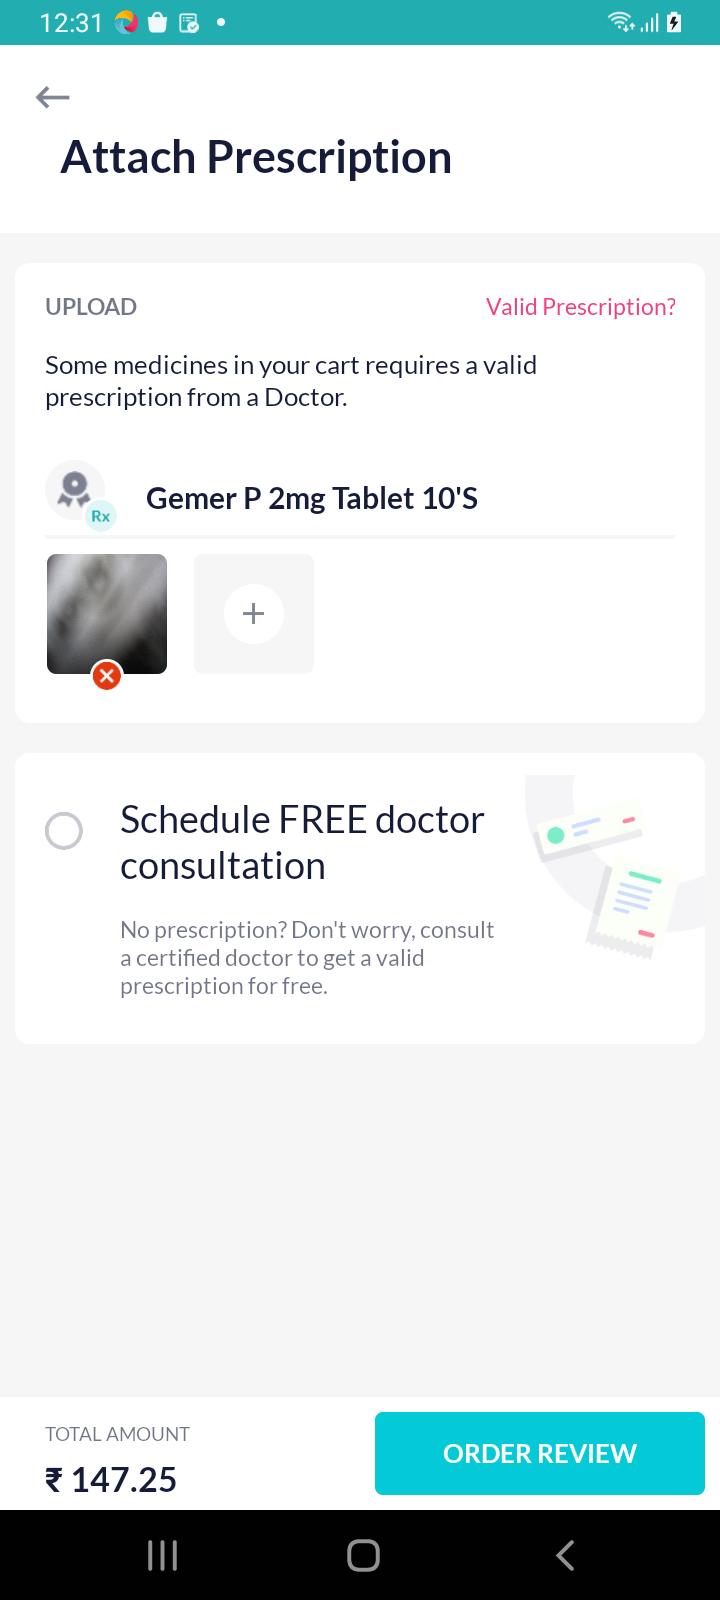 12:31
Attach Prescription
UPLOAD
Valid Prescription?
Some medicines in your cart requires a valid
prescription from a Doctor.
Rx
Gemer P 2mg Tablet 10'S
Schedule FREE doctor
consultation
No prescription? Don't worry, consult
a certified doctor to get a valid
prescription for free.
TOTAL AMOUNT
₹ 147.25
ORDER REVIEW